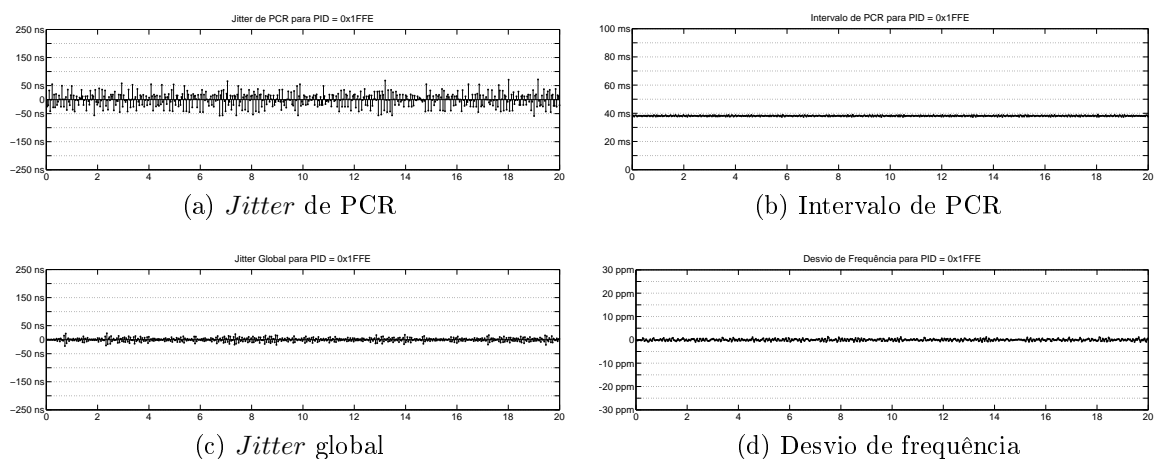 Jitter de PCR para PID = 0x1FFE
250 ns
150 ns
50 ns
0
−50 ns
−150 ns
−250 ns
0 2 4 6 8 10 12 14 16 18 20
(a) Jitter de PCR
Intervalo de PCR para PID = 0x1FFE
100 ms
80 ms
60 ms
40 ms
20 ms
0
0 2 4 6 8 10 12 14 16 18 20
(b) Intervalo de PCR
Jitter Global para PID = 0x1FFE
250 ns
150 ns
50 ns
0
−50 ns
−150 ns
−250 ns
0 2 4 6 8 10 12 14 16 18 20
(c) Jitter global
Desvio de Frequência para PID = 0x1FFE
30 ppm
20 ppm
10 ppm
0
-10 ppm
-20 ppm
-30 ppm
0 2 4 6 8 10 12 14 16 18 20
(d) Desvio de frequência